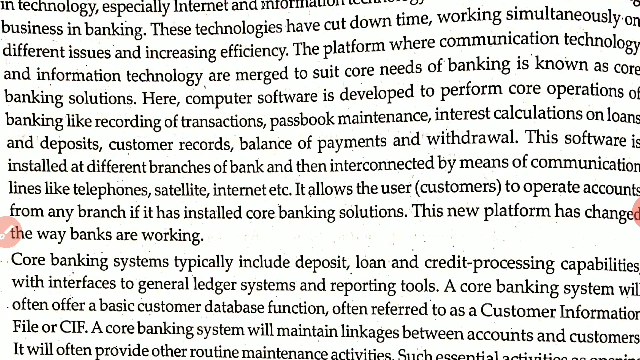 in technology, especially Internet and information
business in banking. These technologies have cut down time, working simultaneously on
different issues and increasing efficiency. The platform where communication technology
and information technology are merged to suit core needs of banking is known as core
banking solutions. Here, computer software is developed to perform core operations of
banking like recording of transactions, passbook maintenance, interest calculations on loans
and deposits, customer records, balance of payments and withdrawal. This software is
installed at different branches of bank and then interconnected by means of communication
lines like telephones, satellite, internet etc. It allows the user (customers) to operate accounts
from any branch if it has installed core banking solutions. This new platform has changed
the way banks are working.
Core banking systems typically include deposit, loan and credit-processing capabilities,
with interfaces to general ledger systems and reporting tools. A core banking system will
often offer a basic customer database function, often referred to as a Customer Information
File or CIF. A core banking system will maintain linkages between accounts and customers.
It will often provide other routine maintenance activities. Such essential activities as